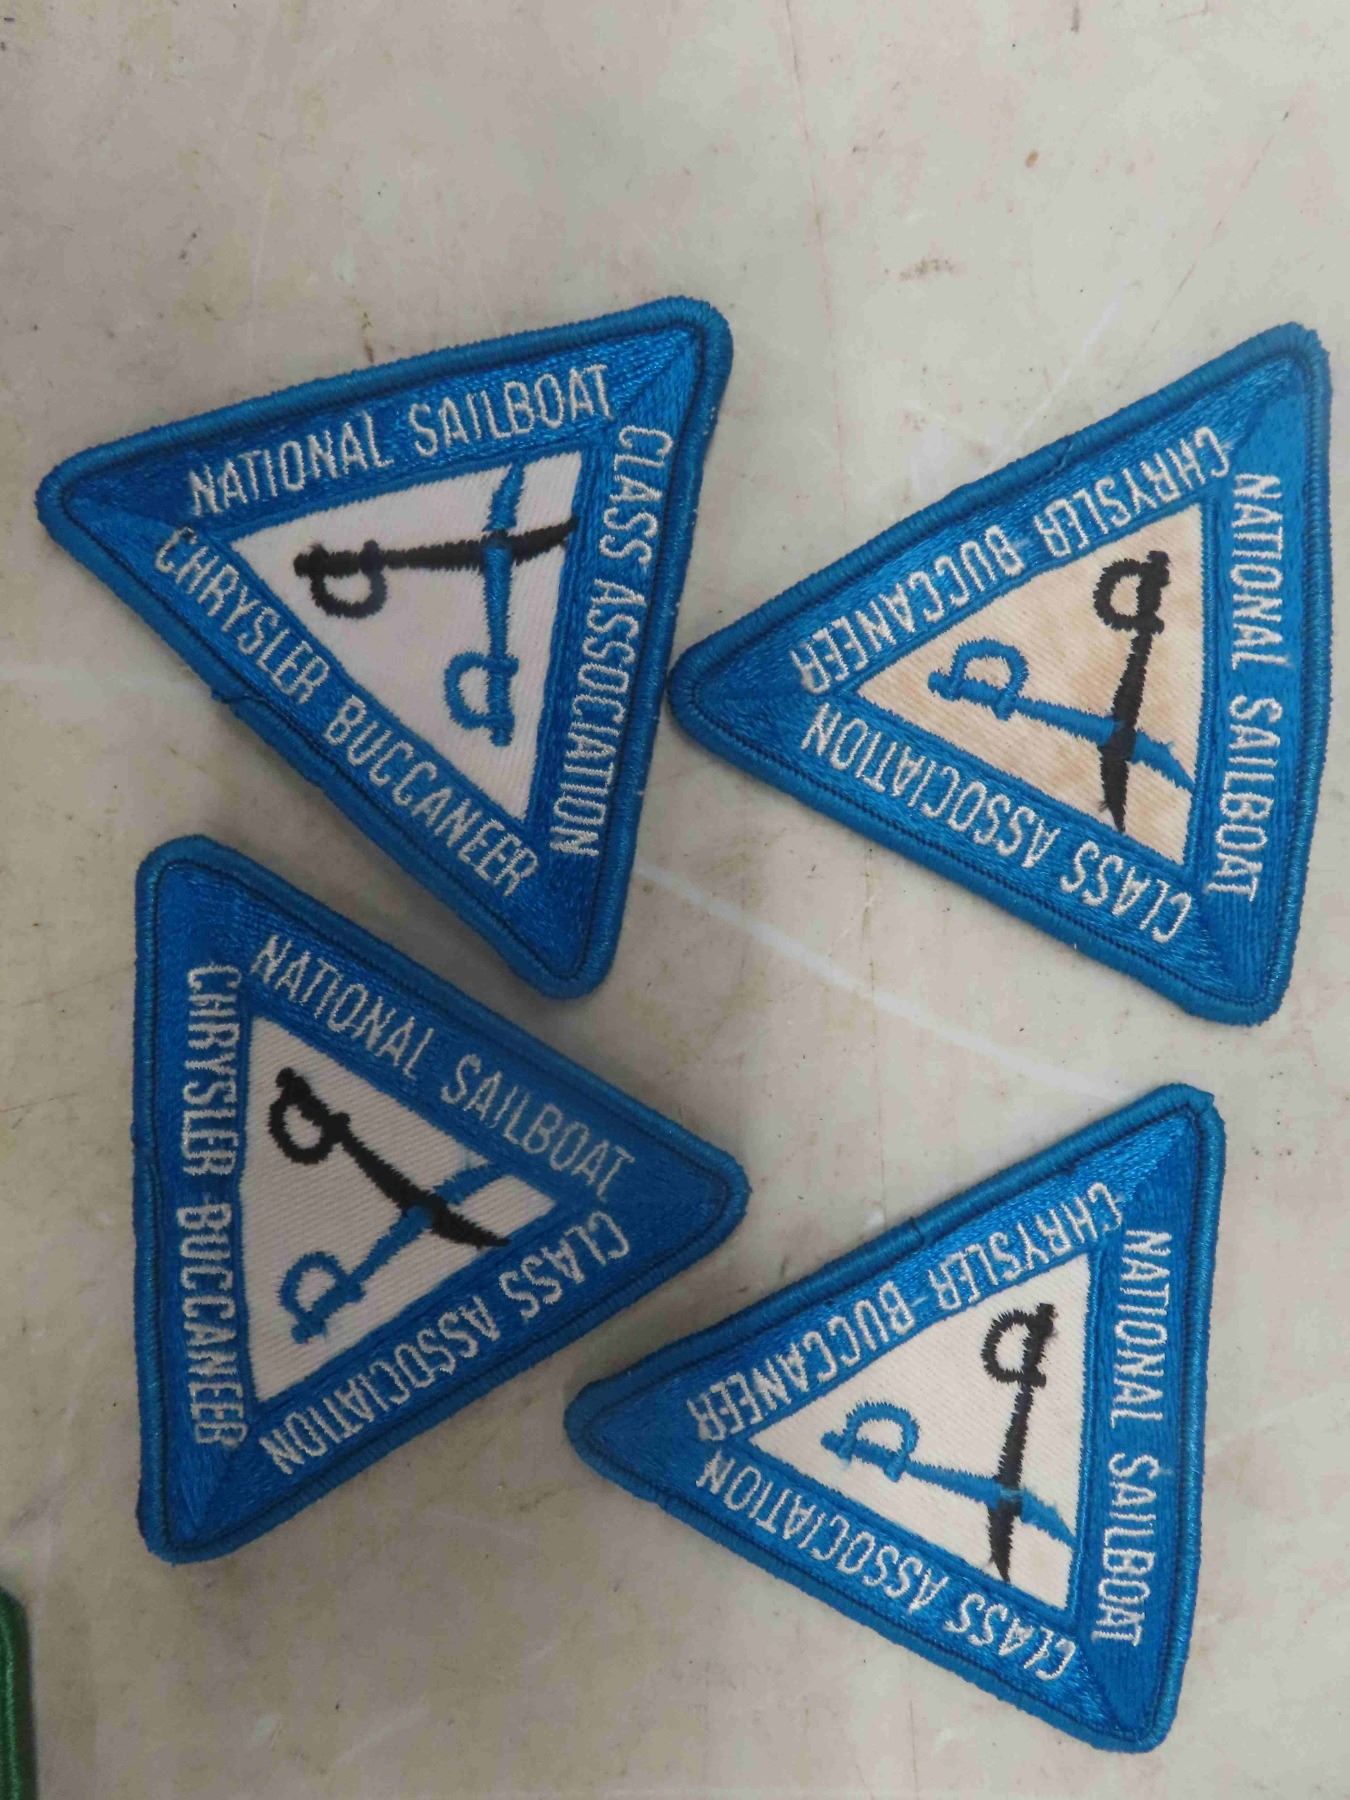 NATIONAL SAILBOAT
CLASS ASSOCIATION
CHRYSLER BUCCANEER
CHRYSLER BUCCANEER
NATIONAL SAILBOAT
CLASS ASSOCIATION
NATIONAL SAILBOAT
CLASS ASSOCIATION
CHRYSLER BUCCANEER
CHRYSLER-BUCCANEER
NATIONAL SAILBOAT
CLASS ASSOCIATION